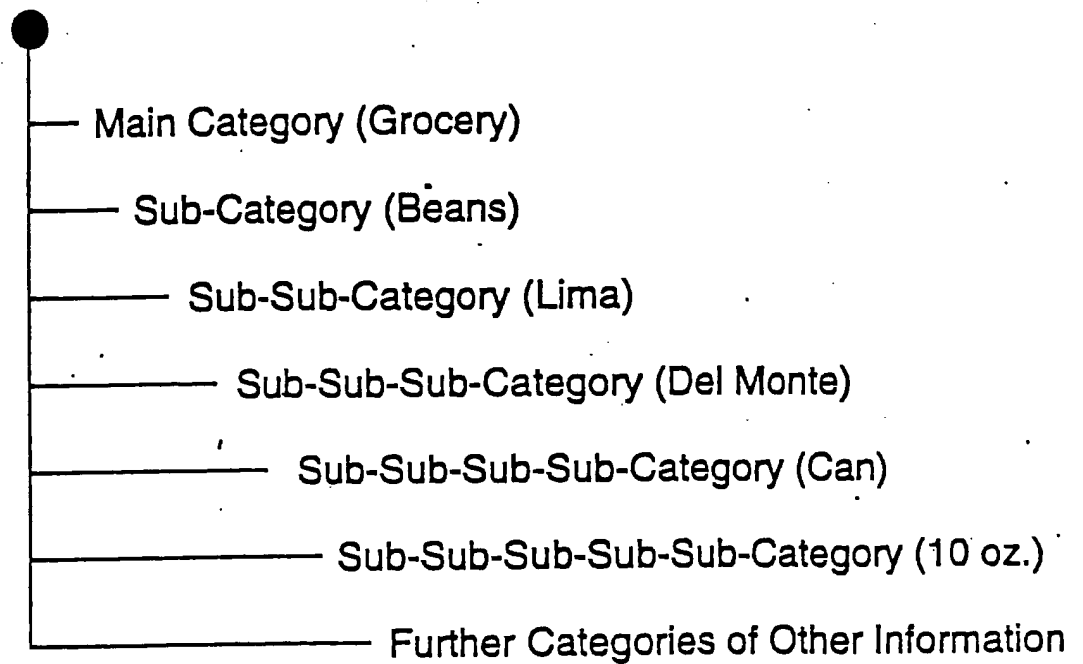 Main Category (Grocery)
Sub-Category (Beans)
Sub-Sub-Category (Lima)
Sub-Sub-Sub-Category (Del Monte)
Sub-Sub-Sub-Sub-Category (Can)
Sub-Sub-Sub-Sub-Sub-Category (10 oz.)
Further Categories of Other Information